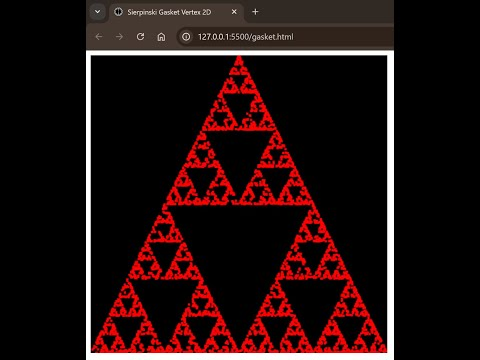 Sierpinski Gasket Vertex 2D
127.0.0.1:5500/gasket.html